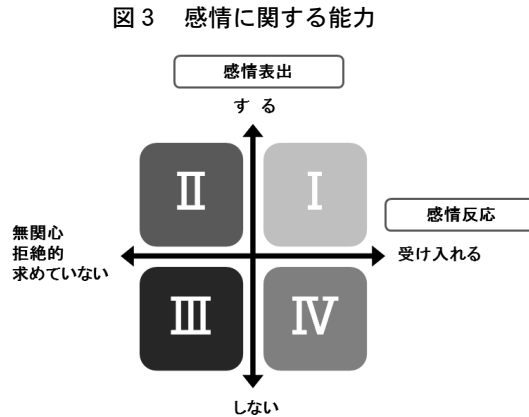 図3 感情に関する能力
感情表出
する
Ⅱ
Ⅰ
感情反応
無関心
拒絶的
求めていない
受け入れる
Ⅲ
Ⅳ
しない